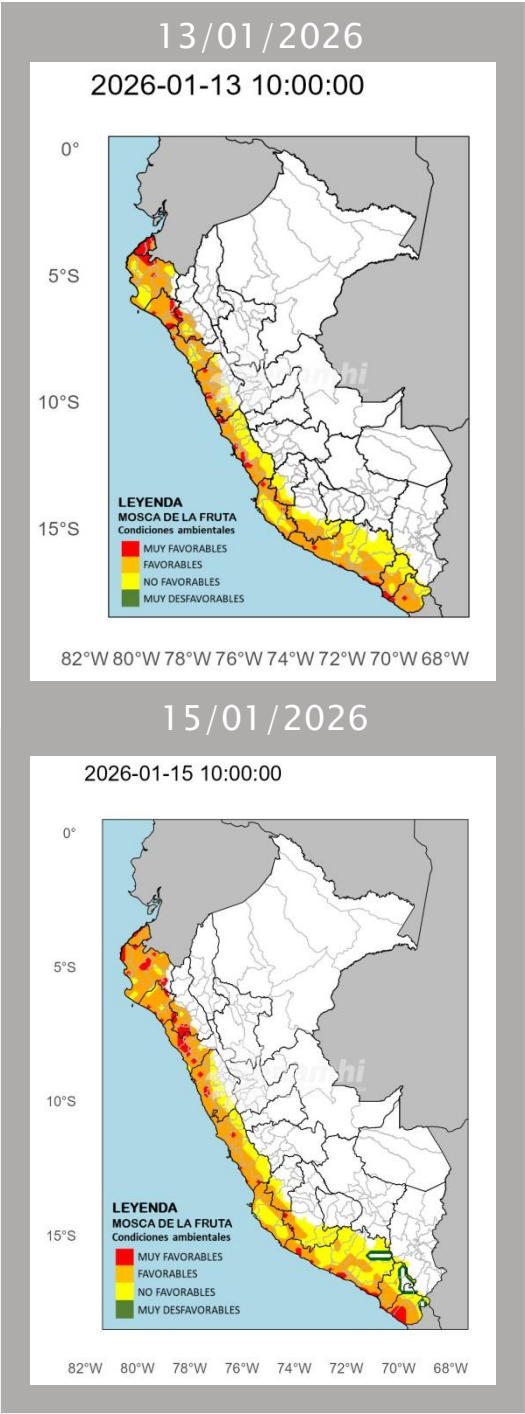 13/01/2026
2026-01-13 10:00:00
0°
5°S
10°S
15°S
LEYENDA
MOSCA DE LA FRUTA
Condiciones ambientales
MUY FAVORABLES
FAVORABLES
NO FAVORABLES
MUY DESFAVORABLES
82°W 80°W 78°W 76°W 74°W 72°W 70°W 68°W
15/01/2026
2026-01-15 10:00:00
0°
5°S
10°S
15°S
LEYENDA
MOSCA DE LA FRUTA
Condiciones ambientales
MUY FAVORABLES
FAVORABLES
NO FAVORABLES
MUY DESFAVORABLES
82°W 80°W 78°W 76°W 74°W 72°W 70°W 68°W